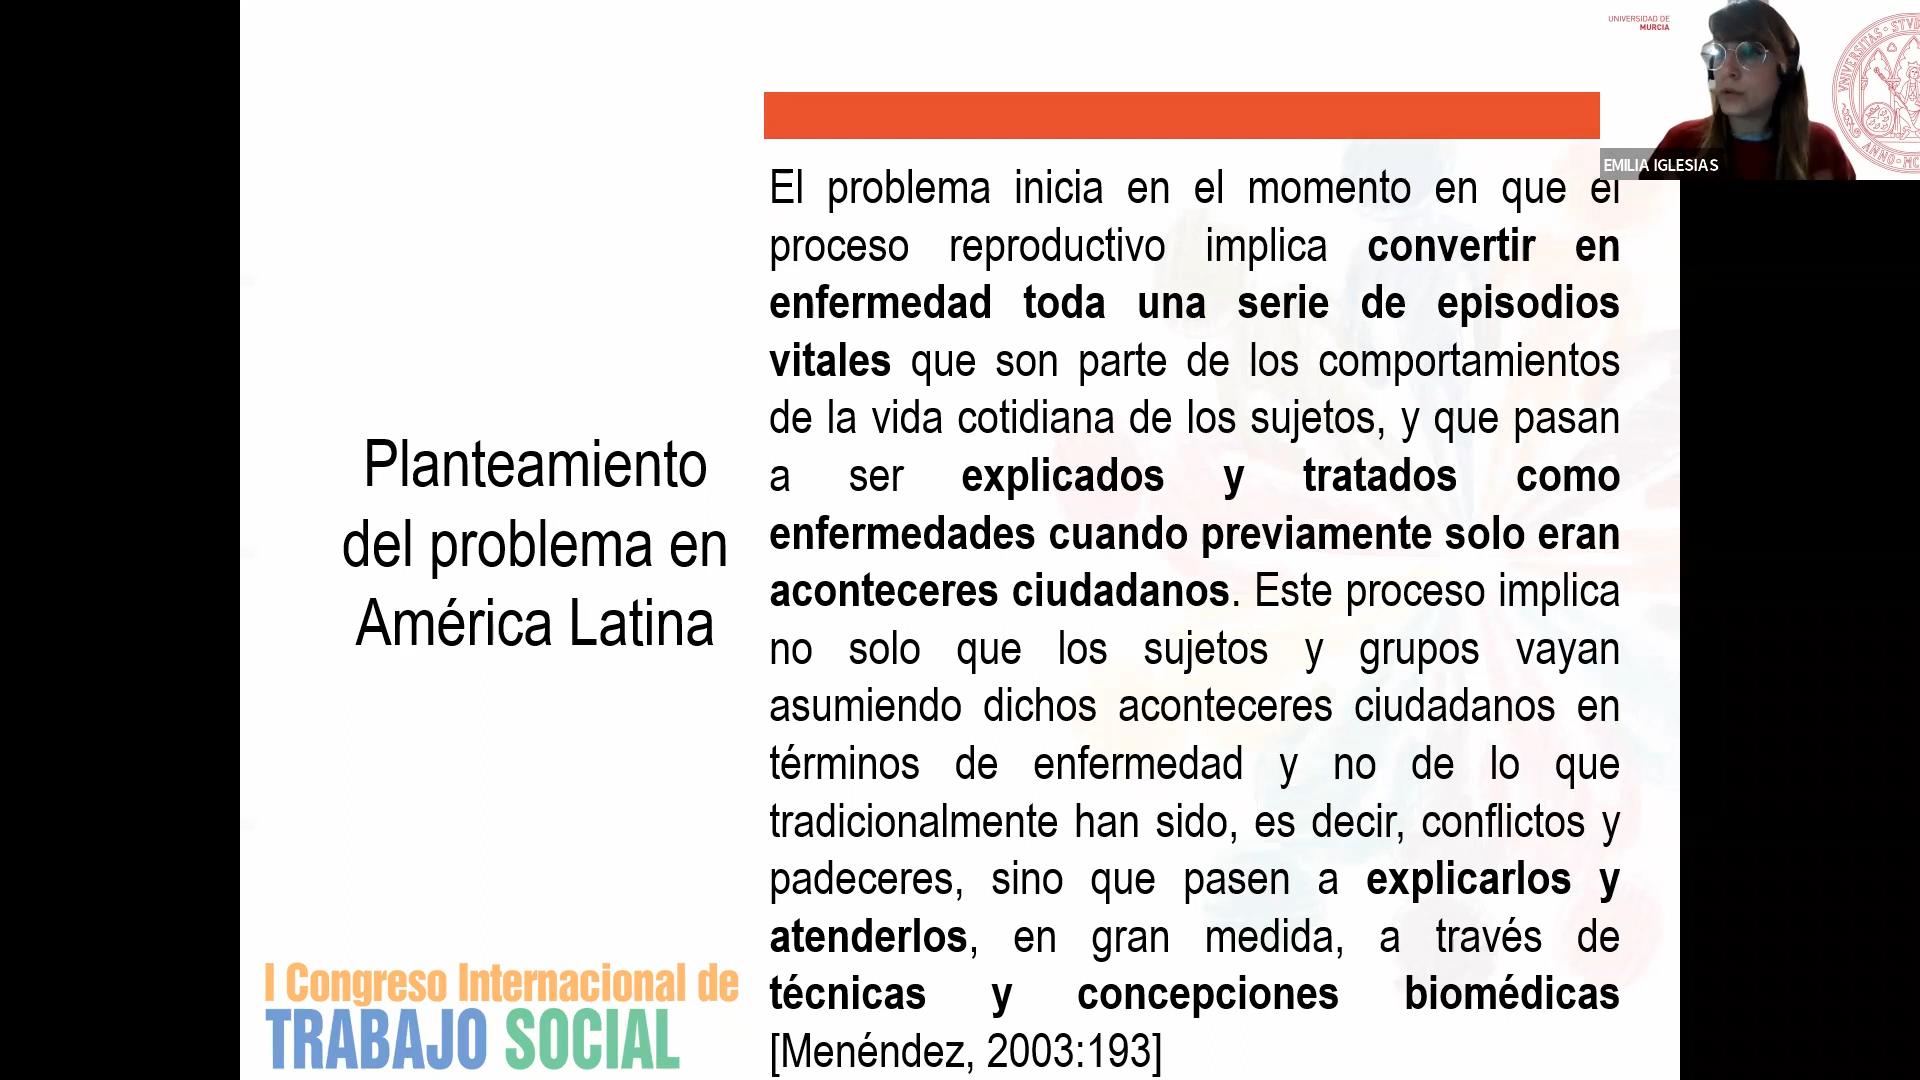 UNIVERSIDAD DE
MURCIA
EMILIA IGLESIAS
Planteamiento
del problema en
América Latina
El problema inicia en el momento en que el
proceso reproductivo implica convertir en
enfermedad toda una serie de episodios
vitales que son parte de los comportamientos
de la vida cotidiana de los sujetos, y que pasan
a ser explicados y tratados como
enfermedades cuando previamente solo eran
aconteceres ciudadanos. Este proceso implica
no solo que los sujetos y grupos vayan
asumiendo dichos aconteceres ciudadanos en
términos de enfermedad y no de lo que
tradicionalmente han sido, es decir, conflictos y
padeceres, sino que pasen a explicarlos y
atenderlos, en gran medida, a través de
técnicas y concepciones biomédicas
[Menéndez, 2003:193]
I Congreso Internacional de
TRABAJO SOCIAL